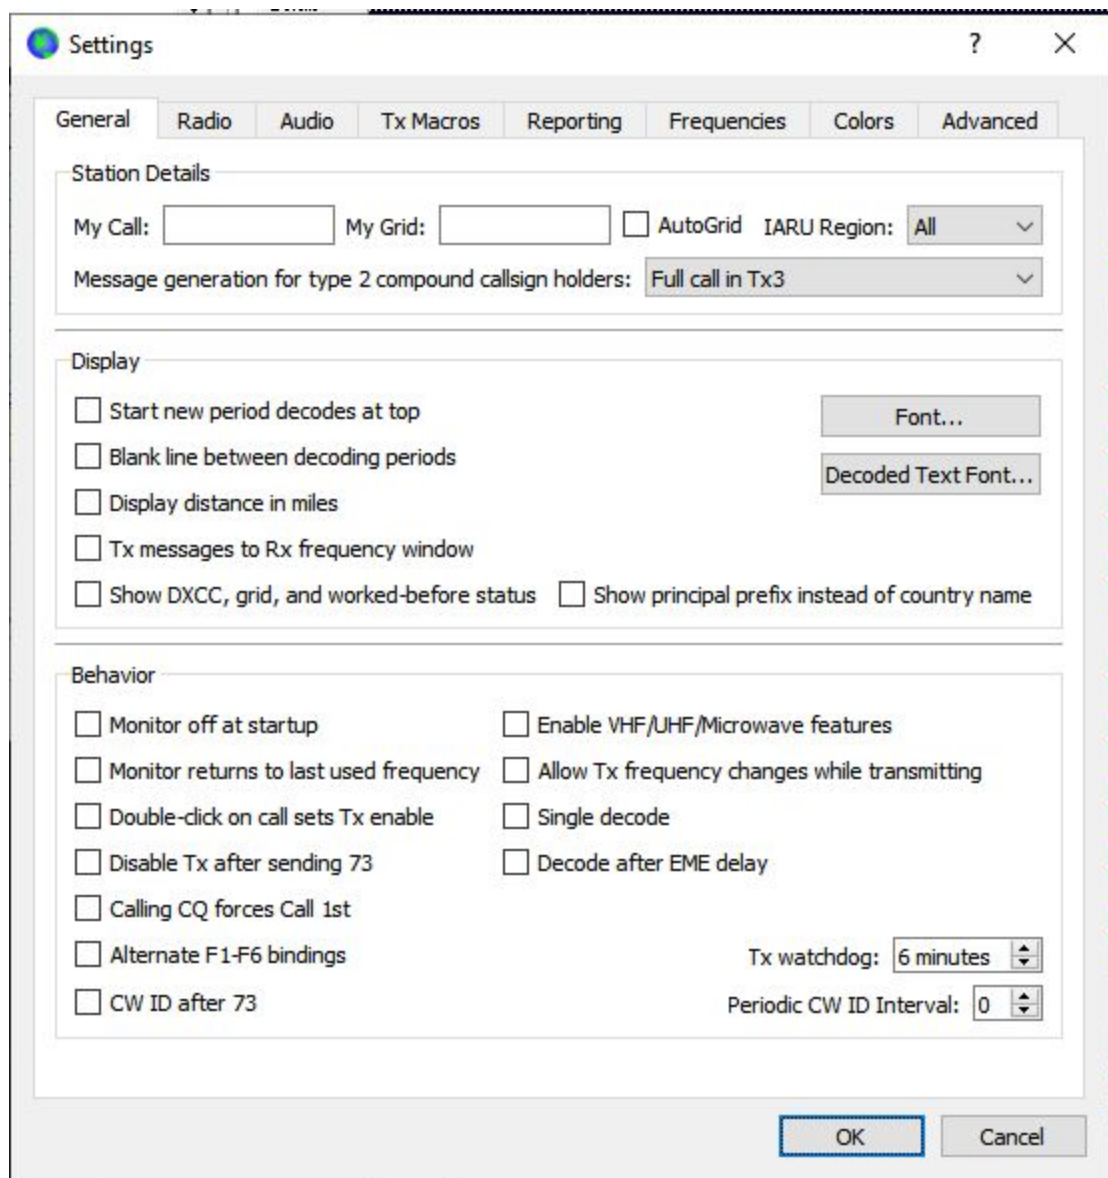 Settings ?
General Radio Audio Tx Macros Reporting Frequencies Colors Advanced
Station Details
My Call: My Grid: AutoGrid IARU Region: All
Message generation for type 2 compound callsign holders: Full call in Tx3
Display
Start new period decodes at top Font...
Blank line between decoding periods
Decoded Text Font...
Display distance in miles
Tx messages to Rx frequency window
Show DXCC, grid, and worked-before status Show principal prefix instead of country name
Behavior
Monitor off at startup Enable VHF/UHF/Microwave features
Monitor returns to last used frequency Allow Tx frequency changes while transmitting
Double-click on call sets Tx enable Single decode
Disable Tx after sending 73 Decode after EME delay
Calling CQ forces Call 1st
Alternate F1-F6 bindings Tx watchdog: 6 minutes
CW ID after 73 Periodic CW ID Interval: 0
OK Cancel